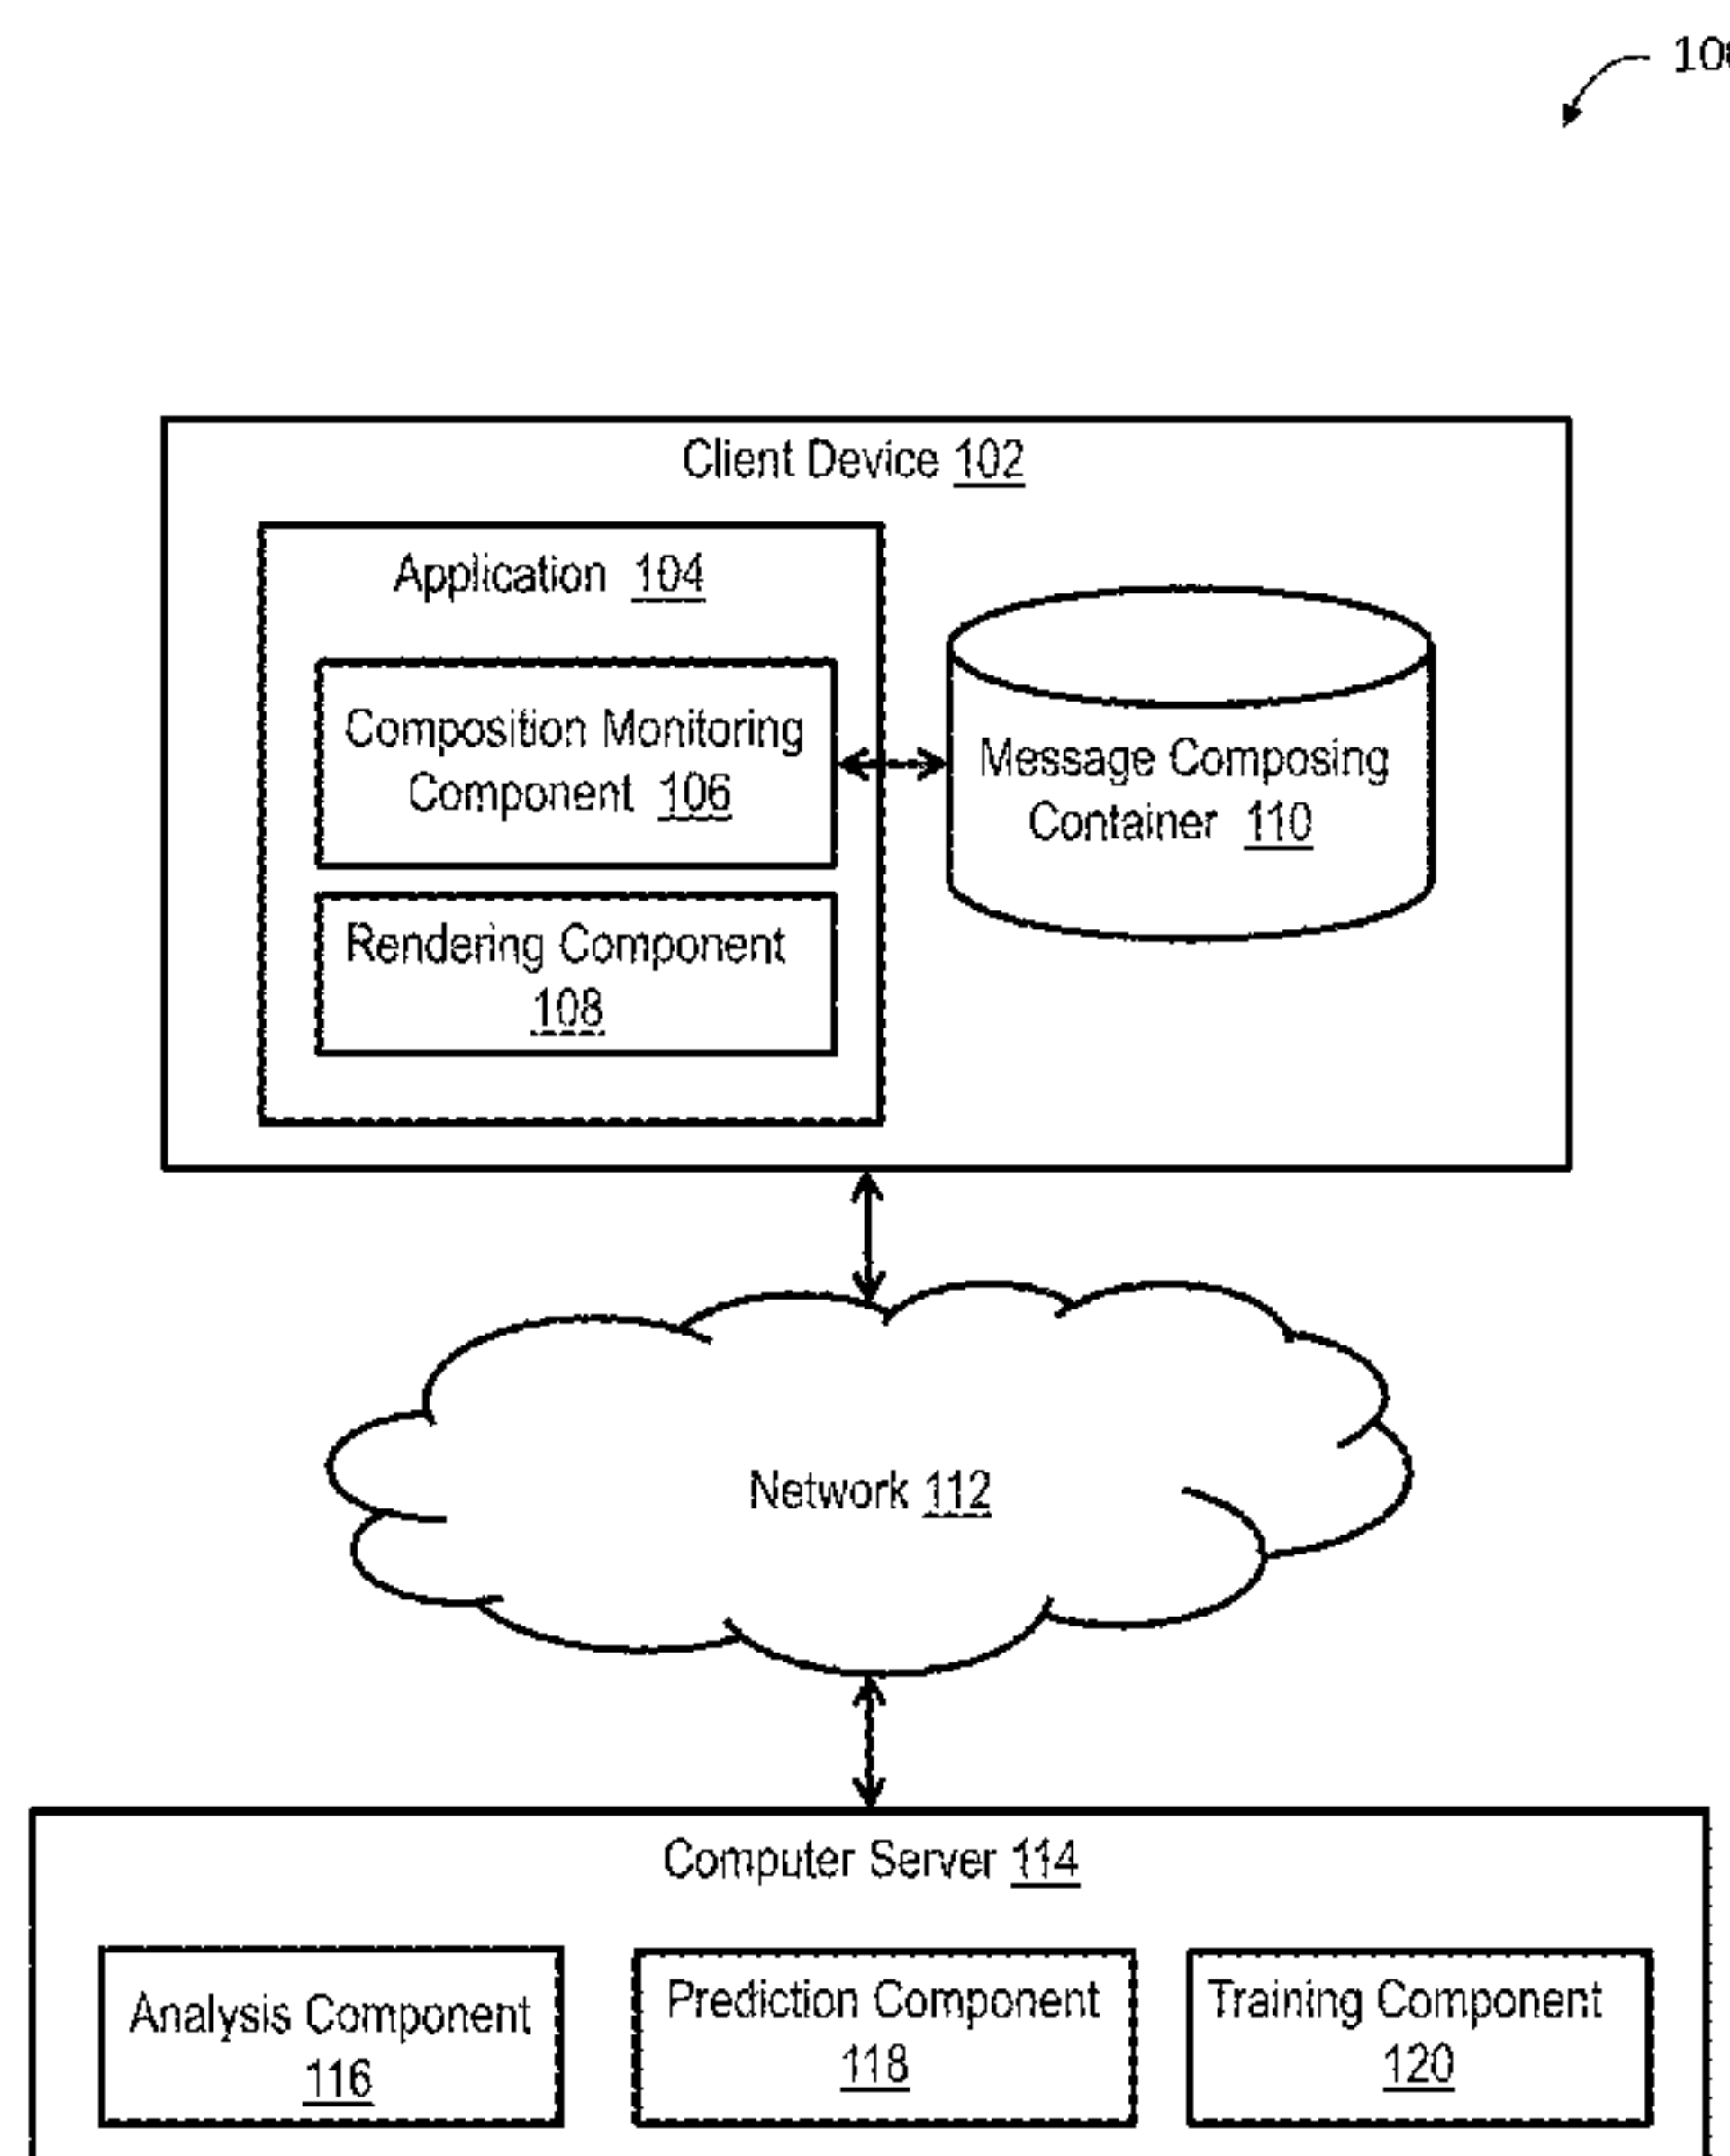 100
Client Device 102
Application 104
Composition Monitoring
Component 106
Message Composing
Container 110
Rendering Component
108
Network 112
Computer Server 114
Analysis Component
116
Prediction Component
118
Training Component
120